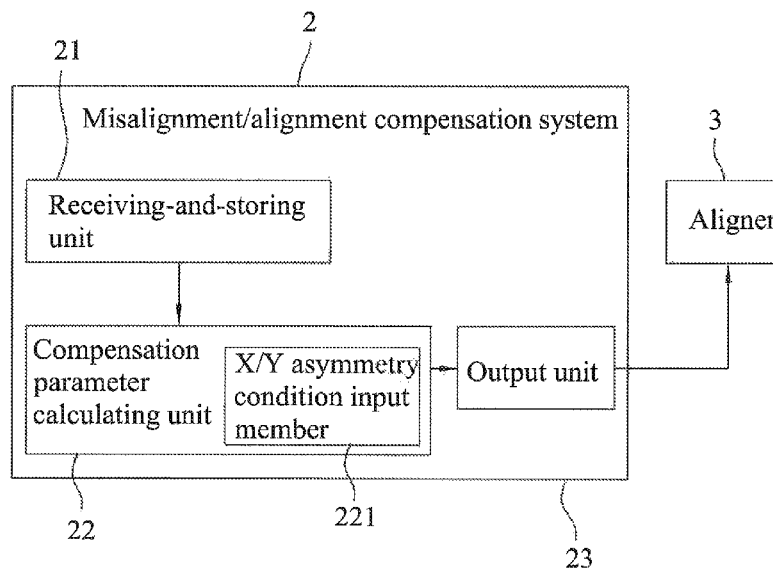 2
21
Misalignment/alignment compensation system
3
Receiving-and-storing
unit
Aligner
Compensation
parameter
calculating unit
X/Y asymmetry
condition input
member
Output unit
22
221
23